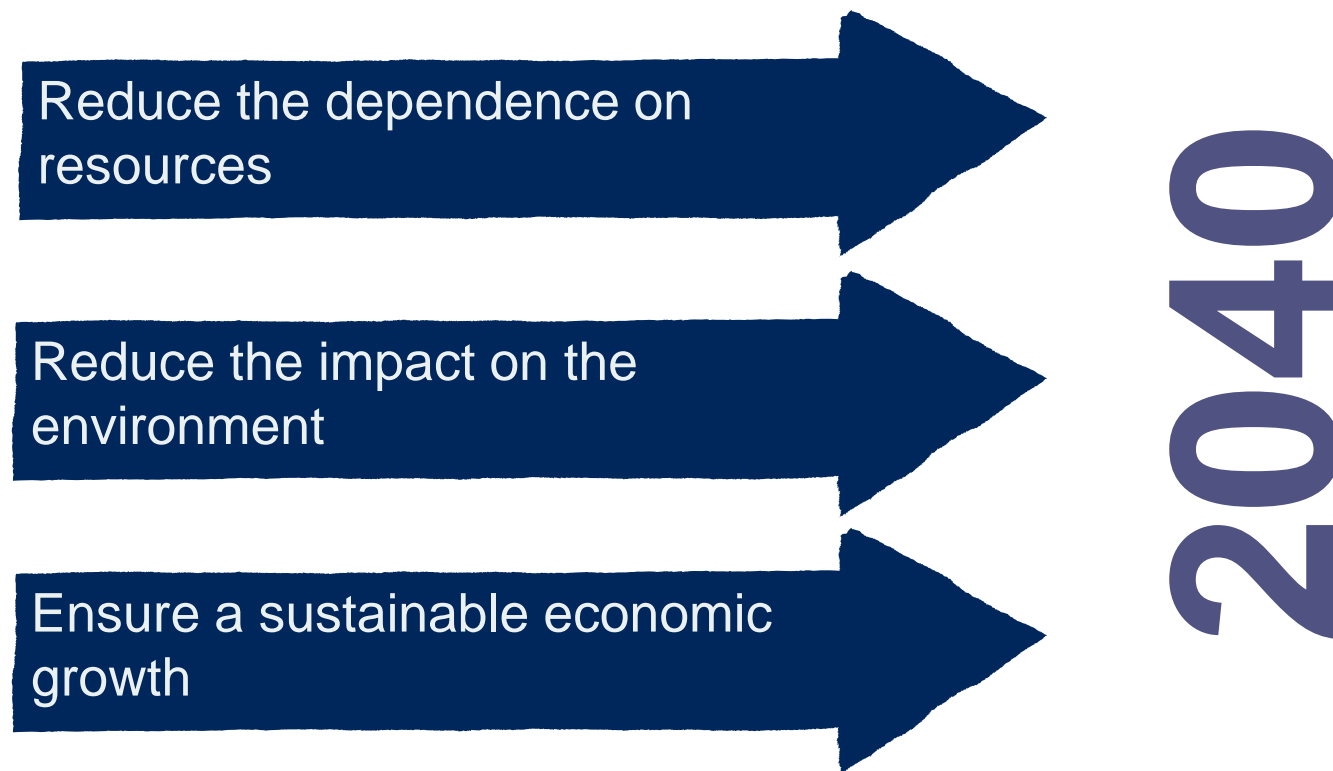 Reduce the dependence on
resources
Reduce the impact on the
environment
Ensure a sustainable economic
growth
2040